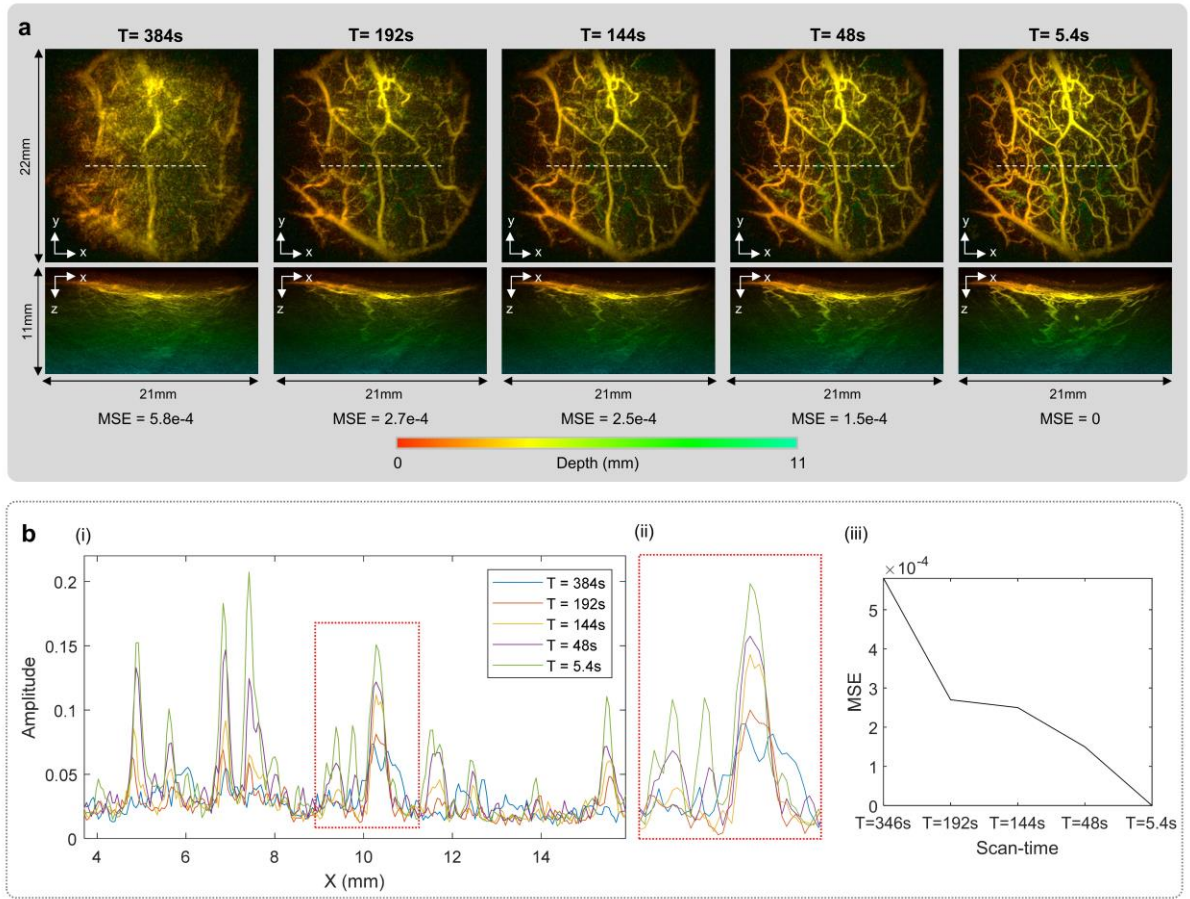 a
T= 384s T= 192s T= 144s T= 48s T= 5.4s
22mm
y y y y y
x x x x x
11mm
x x x x x
z z z z z
21mm 21mm 21mm 21mm 21mm
MSE = 5.8e-4 MSE = 2.7e-4 MSE = 2.5e-4 MSE = 1.5e-4 MSE = 0
0 Depth (mm) 11
b (i) (ii) (iii)
Amplitude
0.2
0.15
0.1
0.05
0
4 6 8 10 12 14
X (mm)
T = 384s
T = 192s
T = 144s
T = 48s
T = 5.4s
× 10-4
MSE
5
4
3
2
1
0
T=346s T=192s T=144s T=48s T=5.4s
Scan-time